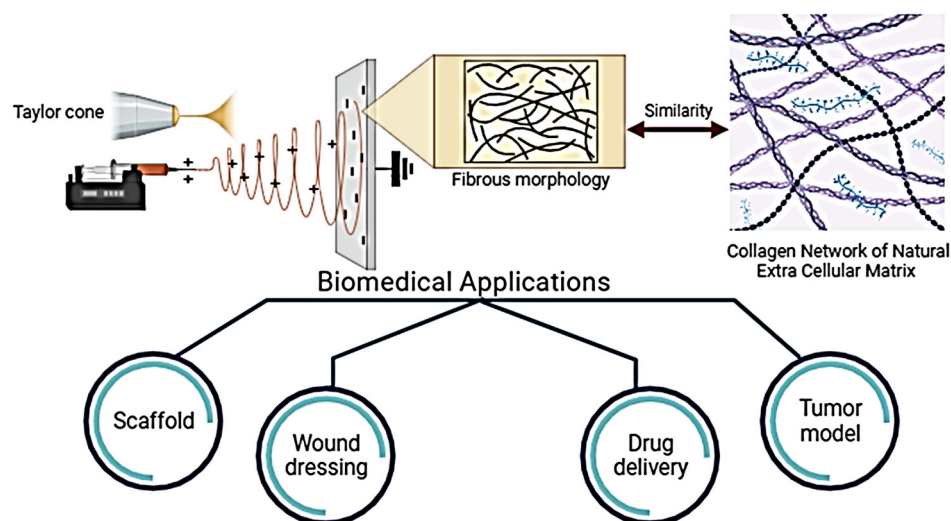 Taylor cone
Similarity
Fibrous morphology
Collagen Network of Natural
Extra Cellular Matrix
Biomedical Applications
Scaffold
Wound
dressing
Drug
delivery
Tumor
model